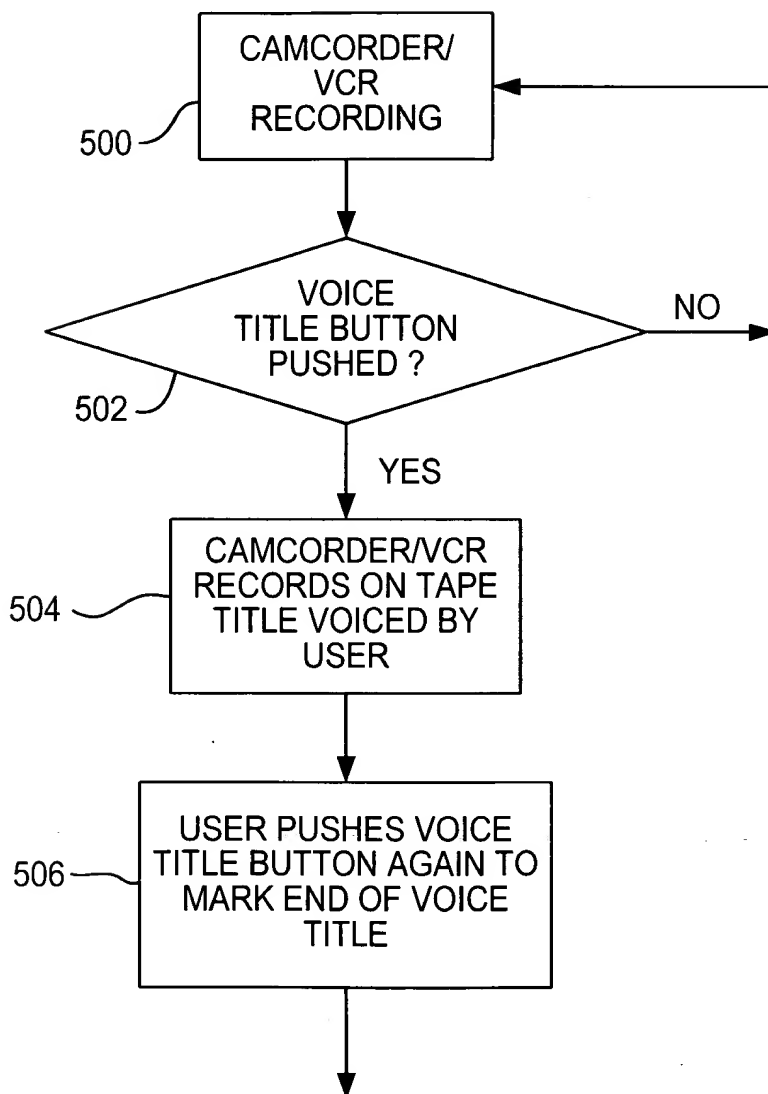 CAMCORDER/
VCR
RECORDING
500
VOICE
TITLE BUTTON
PUSHED ?
NO
502
YES
CAMCORDER/VCR
RECORDS ON TAPE
TITLE VOICED BY
USER
504
USER PUSHES VOICE
TITLE BUTTON AGAIN TO
MARK END OF VOICE
TITLE
506